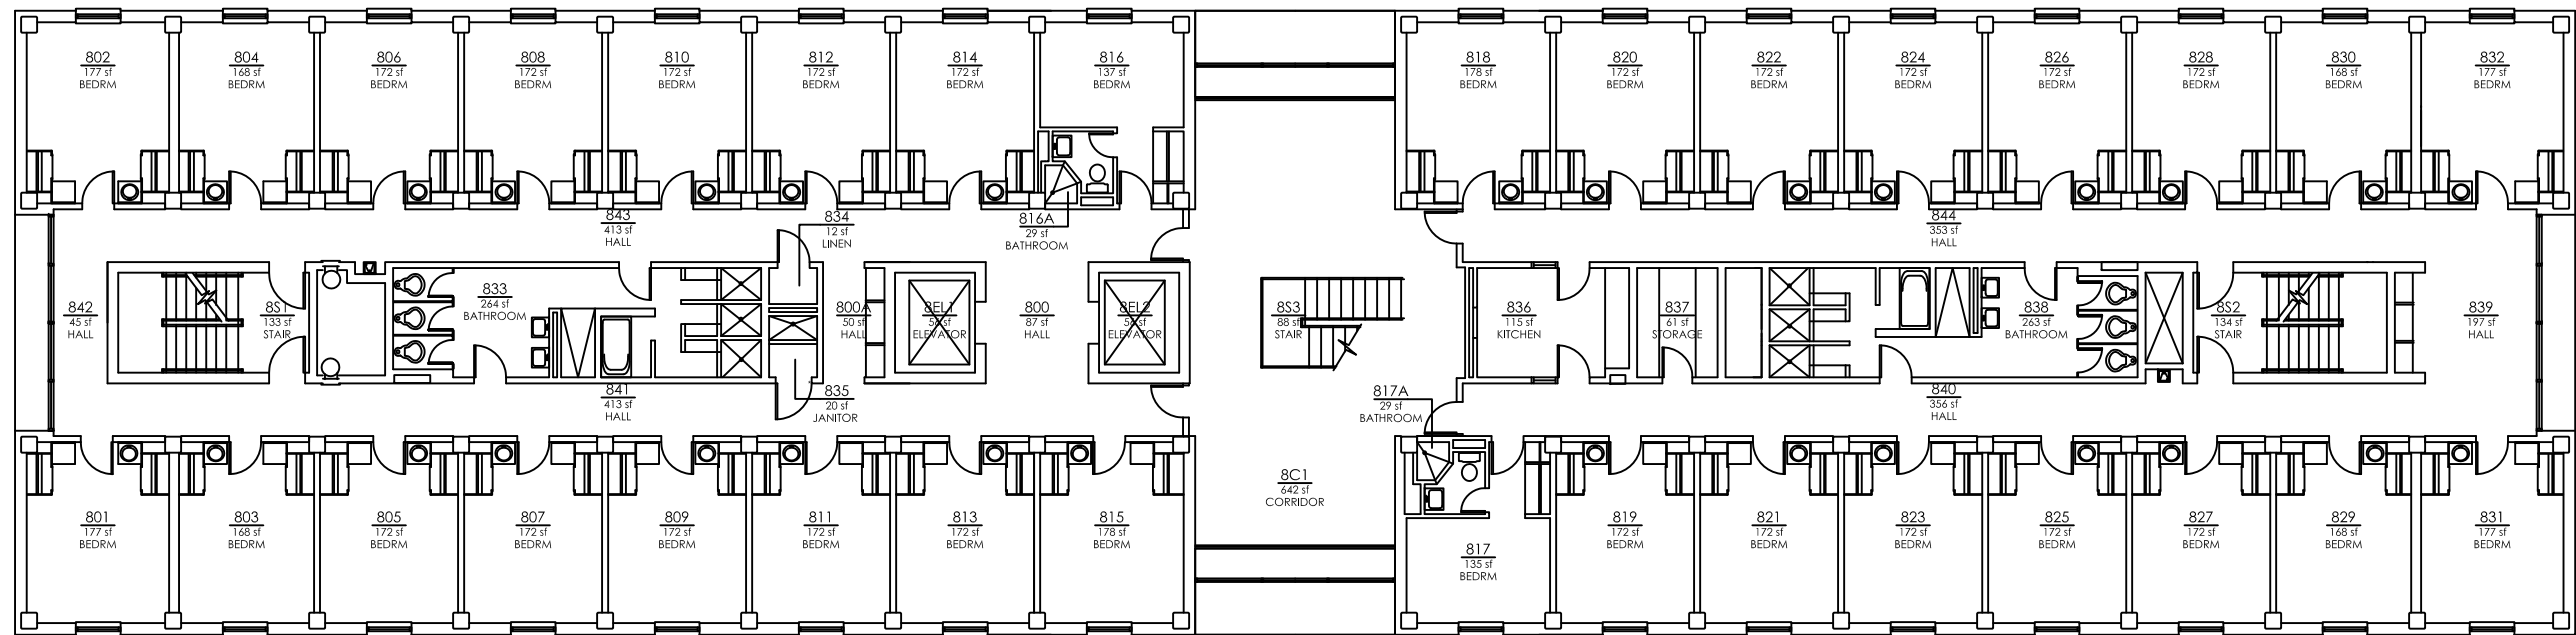 802
177 sf
BEDRM
804
168 sf
BEDRM
806
172 sf
BEDRM
808
172 sf
BEDRM
810
172 sf
BEDRM
812
172 sf
BEDRM
814
172 sf
BEDRM
816
137 sf
BEDRM
818
178 sf
BEDRM
820
172 sf
BEDRM
822
172 sf
BEDRM
824
172 sf
BEDRM
826
172 sf
BEDRM
828
172 sf
BEDRM
830
168 sf
BEDRM
832
177 sf
BEDRM
843
413 sf
HALL
834
12 sf
LINEN
816A
29 sf
BATHROOM
844
353 sf
HALL
842
45 sf
HALL
8S1
133 sf
STAIR
833
264 sf
BATHROOM
800A
50 sf
HALL
8EL1
56 sf
ELEVATOR
800
87 sf
HALL
8EL2
56 sf
ELEVATOR
8S3
88 sf
STAIR
836
115 sf
KITCHEN
837
61 sf
STORAGE
838
263 sf
BATHROOM
8S2
134 sf
STAIR
839
197 sf
HALL
841
413 sf
HALL
835
20 sf
JANITOR
817A
29 sf
BATHROOM
840
356 sf
HALL
8C1
642 sf
CORRIDOR
801
177 sf
BEDRM
803
168 sf
BEDRM
805
172 sf
BEDRM
807
172 sf
BEDRM
809
172 sf
BEDRM
811
172 sf
BEDRM
813
172 sf
BEDRM
815
178 sf
BEDRM
817
135 sf
BEDRM
819
172 sf
BEDRM
821
172 sf
BEDRM
823
172 sf
BEDRM
825
172 sf
BEDRM
827
172 sf
BEDRM
829
168 sf
BEDRM
831
177 sf
BEDRM